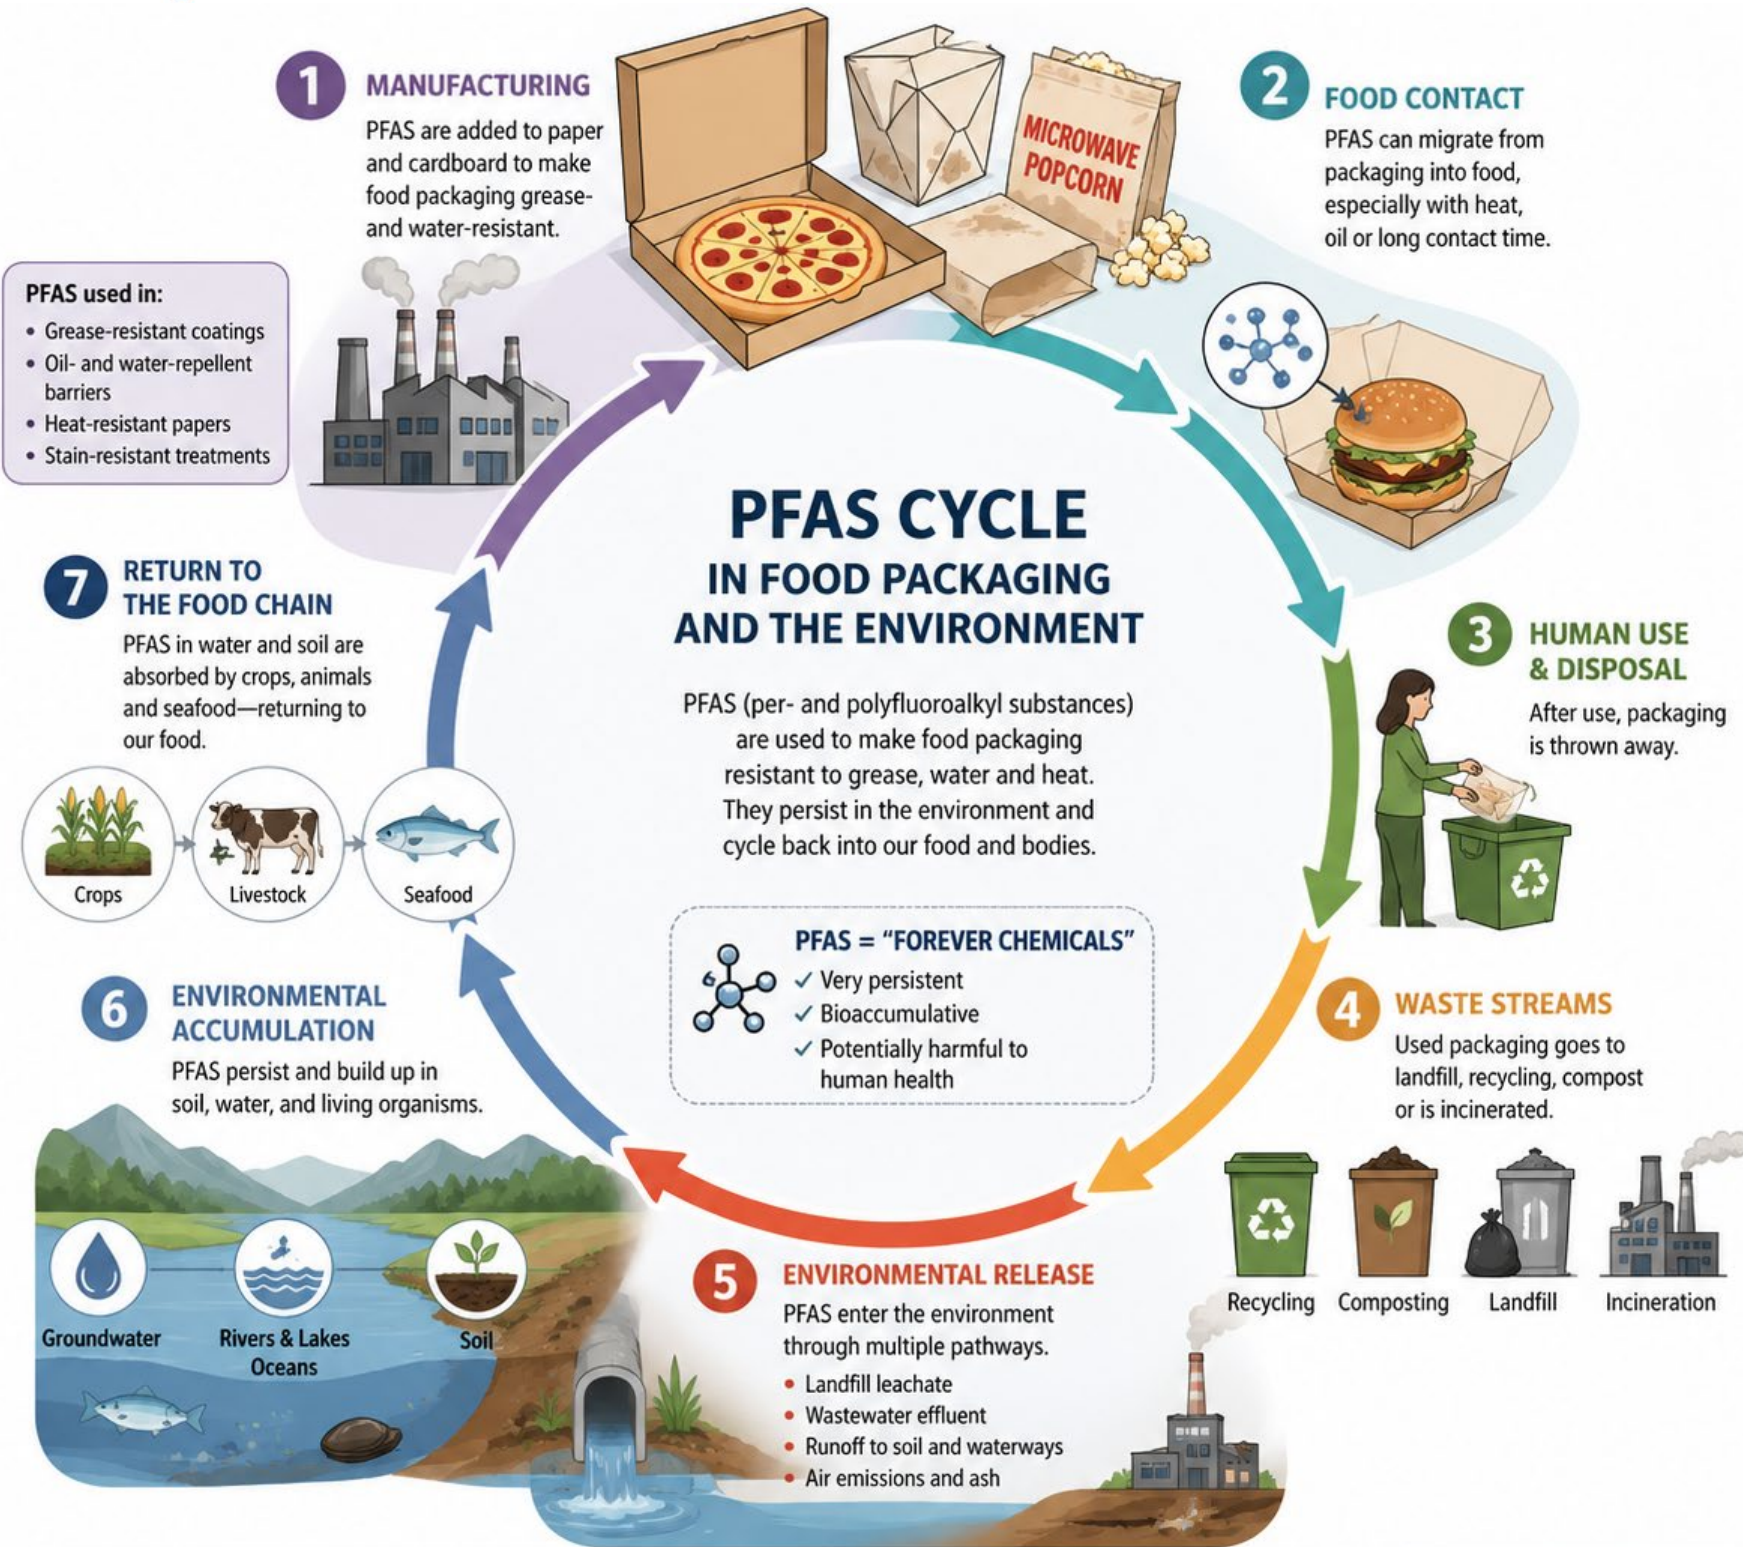 1
MANUFACTURING
PFAS are added to paper
and cardboard to make
food packaging grease-
and water-resistant.
PFAS used in:
• Grease-resistant coatings
• Oil- and water-repellent
barriers
• Heat-resistant papers
• Stain-resistant treatments
MICROWAVE
POPCORN
2
FOOD CONTACT
PFAS can migrate from
packaging into food,
especially with heat,
oil or long contact time.
PFAS CYCLE
IN FOOD PACKAGING
AND THE ENVIRONMENT
PFAS (per- and polyfluoroalkyl substances)
are used to make food packaging
resistant to grease, water and heat.
They persist in the environment and
cycle back into our food and bodies.
PFAS = “FOREVER CHEMICALS”
✓ Very persistent
✓ Bioaccumulative
✓ Potentially harmful to
human health
6
3
HUMAN USE
& DISPOSAL
After use, packaging
is thrown away.
4
WASTE STREAMS
Used packaging goes to
landfill, recycling, compost
or is incinerated.
Recycling
Composting
Landfill
Incineration
5
ENVIRONMENTAL RELEASE
PFAS enter the environment
through multiple pathways.
• Landfill leachate
• Wastewater effluent
• Runoff to soil and waterways
• Air emissions and ash
6
ENVIRONMENTAL
ACCUMULATION
PFAS persist and build up in
soil, water, and living organisms.
Groundwater
Rivers & Lakes
Oceans
Soil
7
RETURN TO
THE FOOD CHAIN
PFAS in water and soil are
absorbed by crops, animals
and seafood—returning to
our food.
Crops
Livestock
Seafood